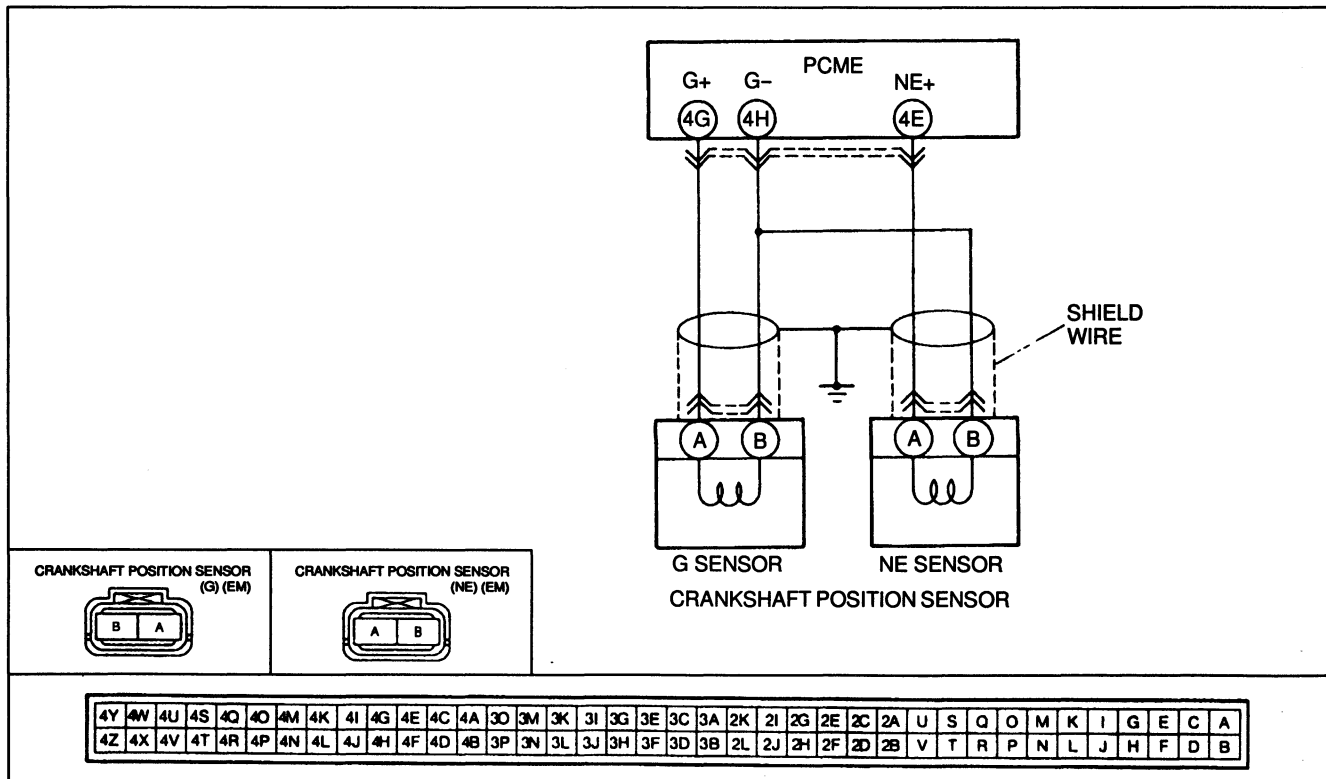 PCME
G+ G− NE+
4G 4H 4E
SHIELD
WIRE
A B A B
G SENSOR NE SENSOR
CRANKSHAFT POSITION SENSOR
CRANKSHAFT POSITION SENSOR
(G) (EM)
B A
CRANKSHAFT POSITION SENSOR
(NE) (EM)
A B
4Y 4W 4U 4S 4Q 4O 4M 4K 4I 4G 4E 4C 4A 3O 3M 3K 3I 3G 3E 3C 3A 2K 2I 2G 2E 2C 2A U S Q O M K I G E C A
4Z 4X 4V 4T 4R 4P 4N 4L 4J 4H 4F 4D 4B 3P 3N 3L 3J 3H 3F 3D 3B 2L 2J 2H 2F 2D 2B V T R P N L J H F D B